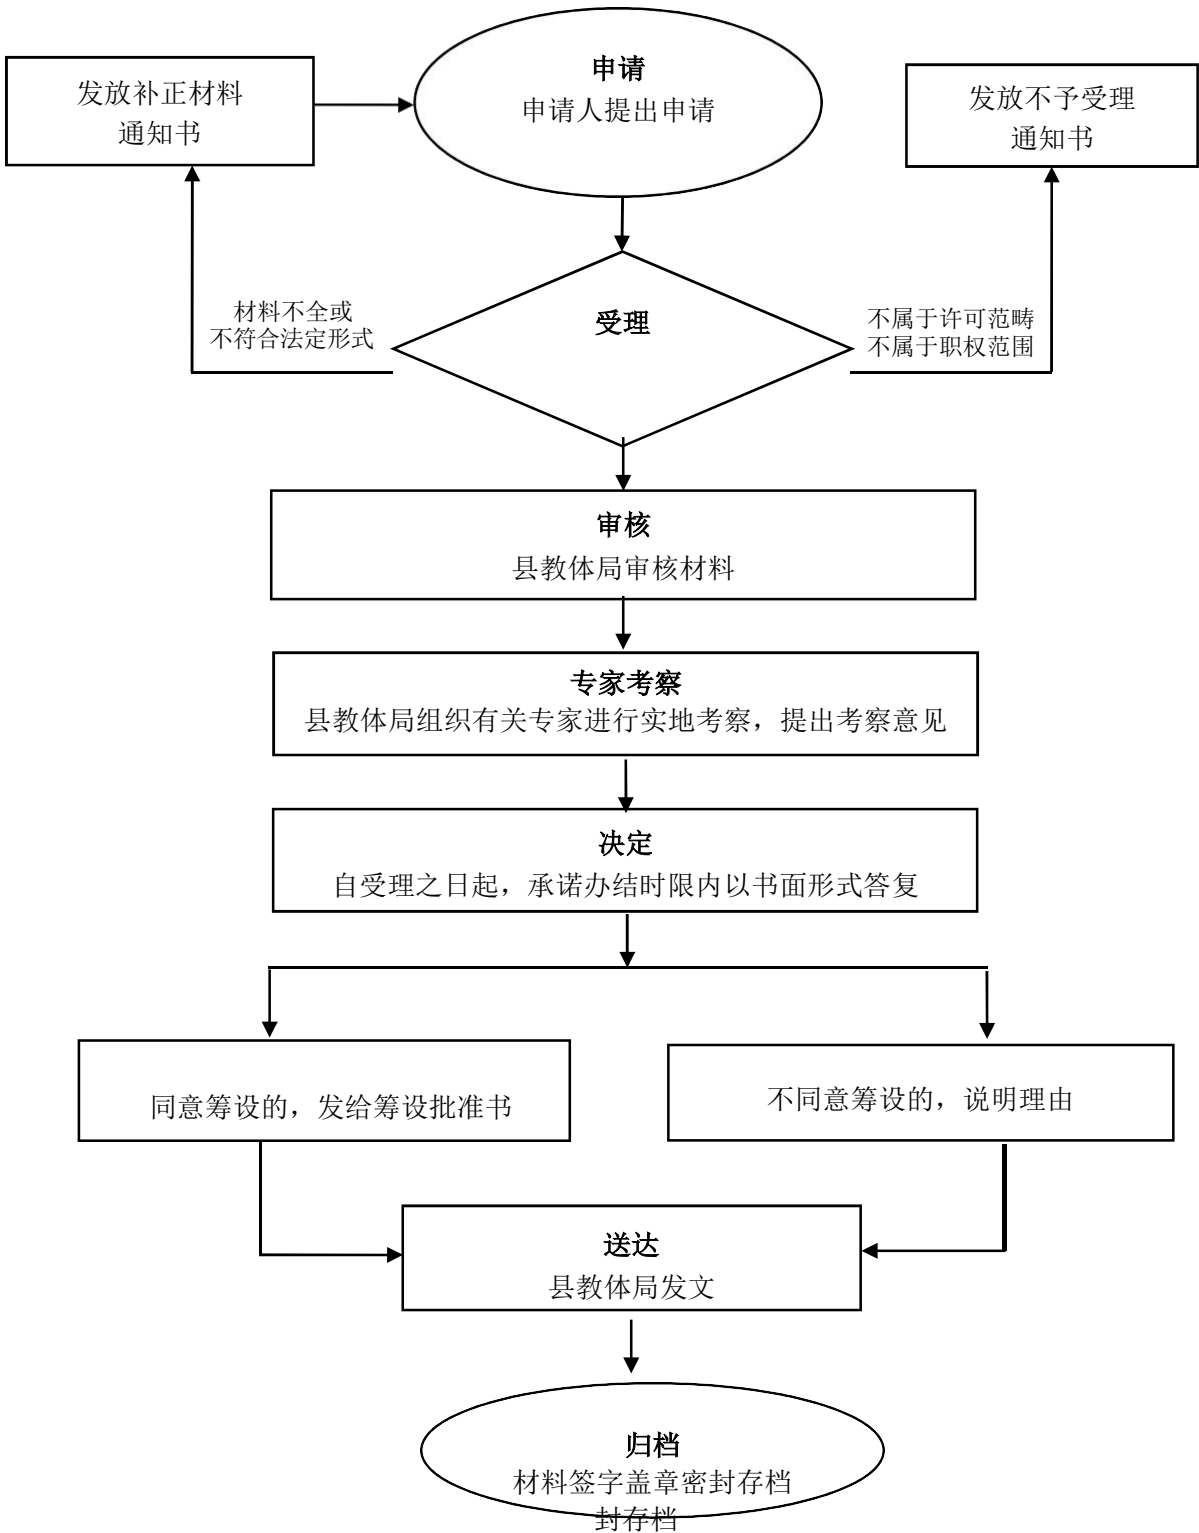 申请
申请人提出申请
发放补正材料
通知书
发放不予受理
通知书
材料不全或
不符合法定形式
受理
不属于许可范畴
不属于职权范围
审核
县教体局审核材料
专家考察
县教体局组织有关专家进行实地考察，提出考察意见
决定
自受理之日起，承诺办结时限内以书面形式答复
同意筹设的，发给筹设批准书
不同意筹设的，说明理由
送达
县教体局发文
归档
材料签字盖章密封存档
封存档